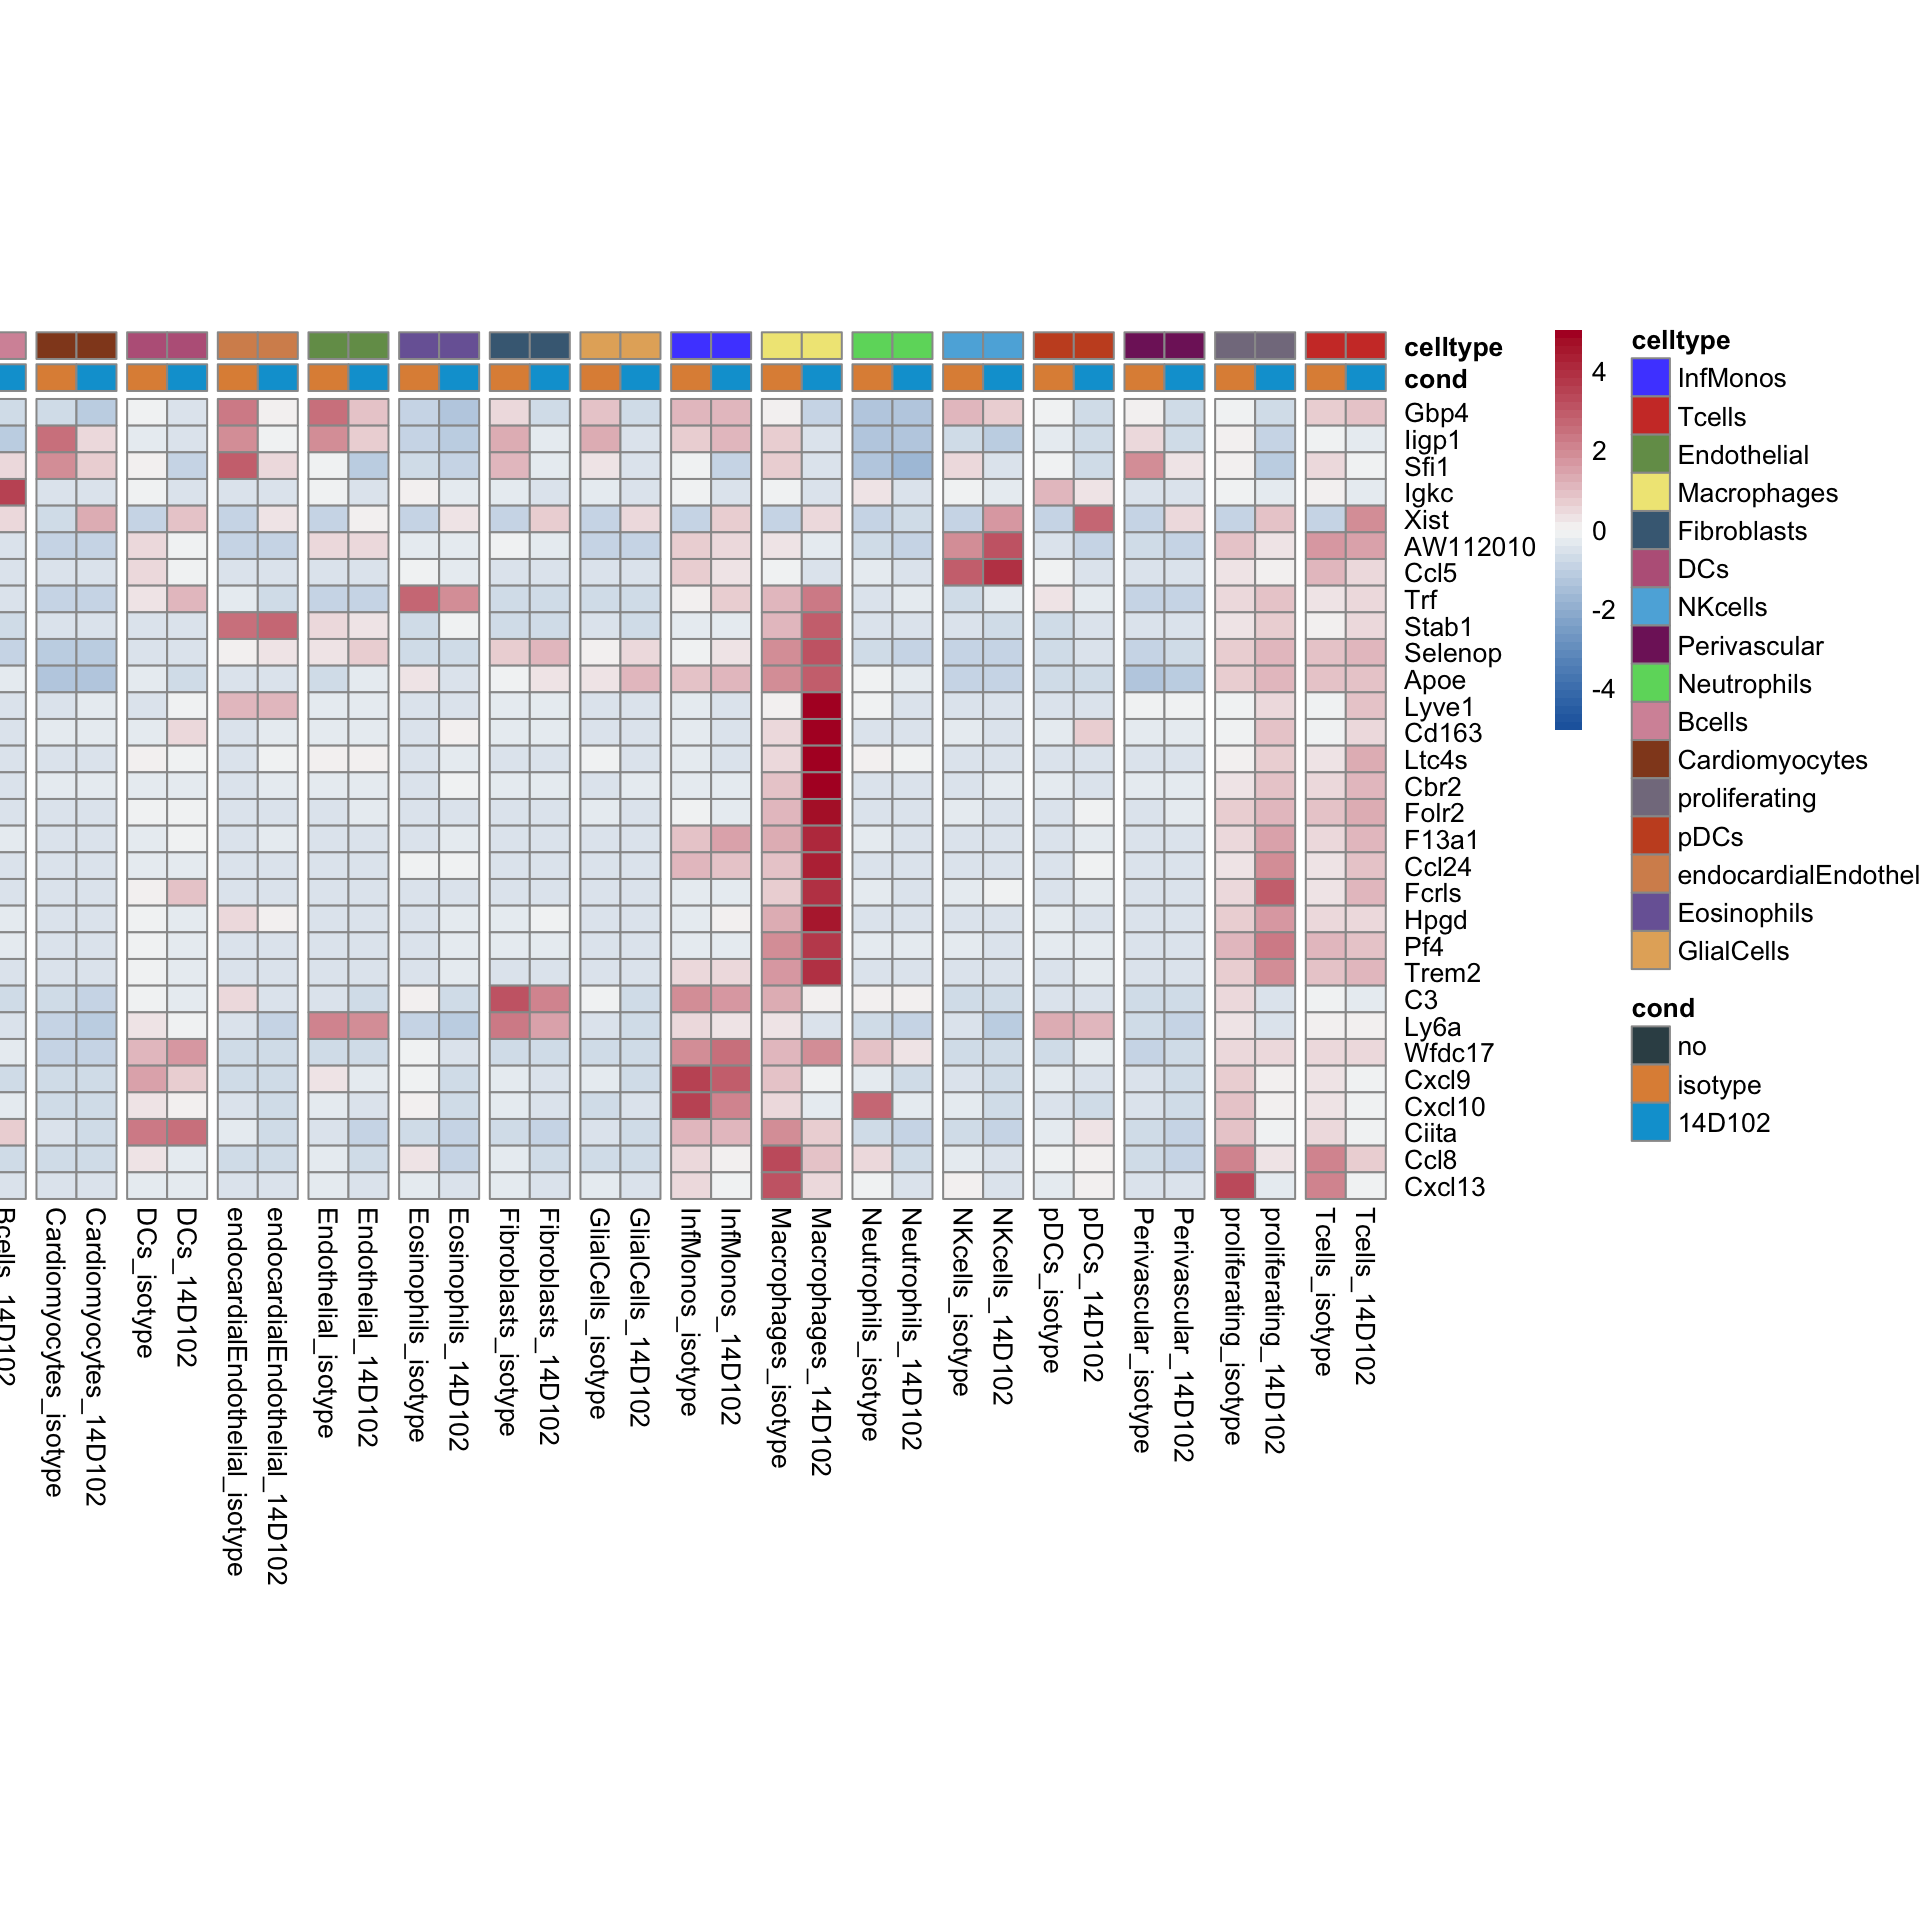 celltype
cond
Gbp4
Iigp1
Sfi1
Igkc
Xist
AW112010
Ccl5
Trf
Stab1
Selenop
Apoe
Lyve1
Cd163
Ltc4s
Cbr2
Folr2
F13a1
Ccl24
Fcrls
Hpgd
Pf4
Trem2
C3
Ly6a
Wfdc17
Cxcl9
Cxcl10
Ciita
Ccl8
Cxcl13
Bcells_14D102
Cardiomyocytes_isotype
Cardiomyocytes_14D102
DCs_isotype
DCs_14D102
endocardialEndothelial_isotype
endocardialEndothelial_14D102
Endothelial_isotype
Endothelial_14D102
Eosinophils_isotype
Eosinophils_14D102
Fibroblasts_isotype
Fibroblasts_14D102
GlialCells_isotype
GlialCells_14D102
InfMonos_isotype
InfMonos_14D102
Macrophages_isotype
Macrophages_14D102
Neutrophils_isotype
Neutrophils_14D102
NKcells_isotype
NKcells_14D102
pDCs_isotype
pDCs_14D102
Perivascular_isotype
Perivascular_14D102
proliferating_isotype
proliferating_14D102
Tcells_isotype
Tcells_14D102
4
2
0
-2
-4
celltype
InfMonos
Tcells
Endothelial
Macrophages
Fibroblasts
DCs
NKcells
Perivascular
Neutrophils
Bcells
Cardiomyocytes
proliferating
pDCs
endocardialEndothel
Eosinophils
GlialCells
cond
no
isotype
14D102